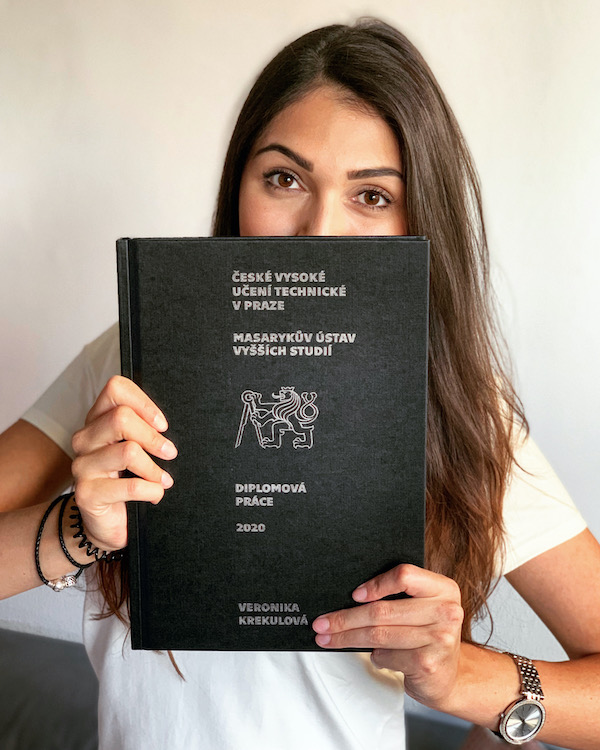 ČESKÉ VYSOKÉ
UČENÍ TECHNICKÉ
V PRAZE
MASARYKŮV ÚSTAV
VYŠŠÍCH STUDIÍ
DIPLOMOVÁ
PRÁCE
2020
VERONIKA
KREKULOVÁ